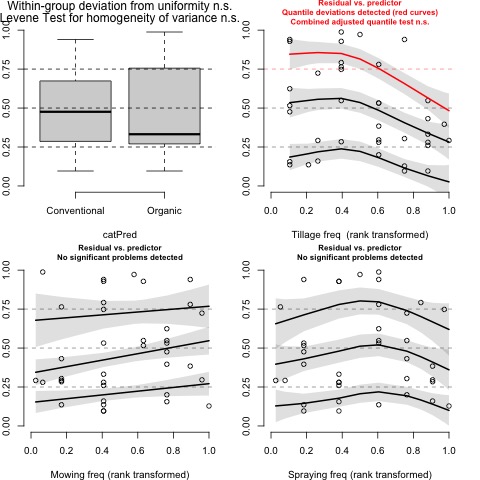 Within-group deviation from uniformity n.s.
Levene Test for homogeneity of variance n.s.
0.00 0.25 0.50 0.75 1.00
Conventional Organic
catPred
Residual vs. predictor
Quantile deviations detected (red curves)
Combined adjusted quantile test n.s.
0.00 0.25 0.50 0.75 1.00
0.0 0.2 0.4 0.6 0.8 1.0
Tillage freq (rank transformed)
Residual vs. predictor
No significant problems detected
0.00 0.25 0.50 0.75 1.00
0.0 0.2 0.4 0.6 0.8 1.0
Mowing freq (rank transformed)
Residual vs. predictor
No significant problems detected
0.00 0.25 0.50 0.75 1.00
0.0 0.2 0.4 0.6 0.8 1.0
Spraying freq (rank transformed)